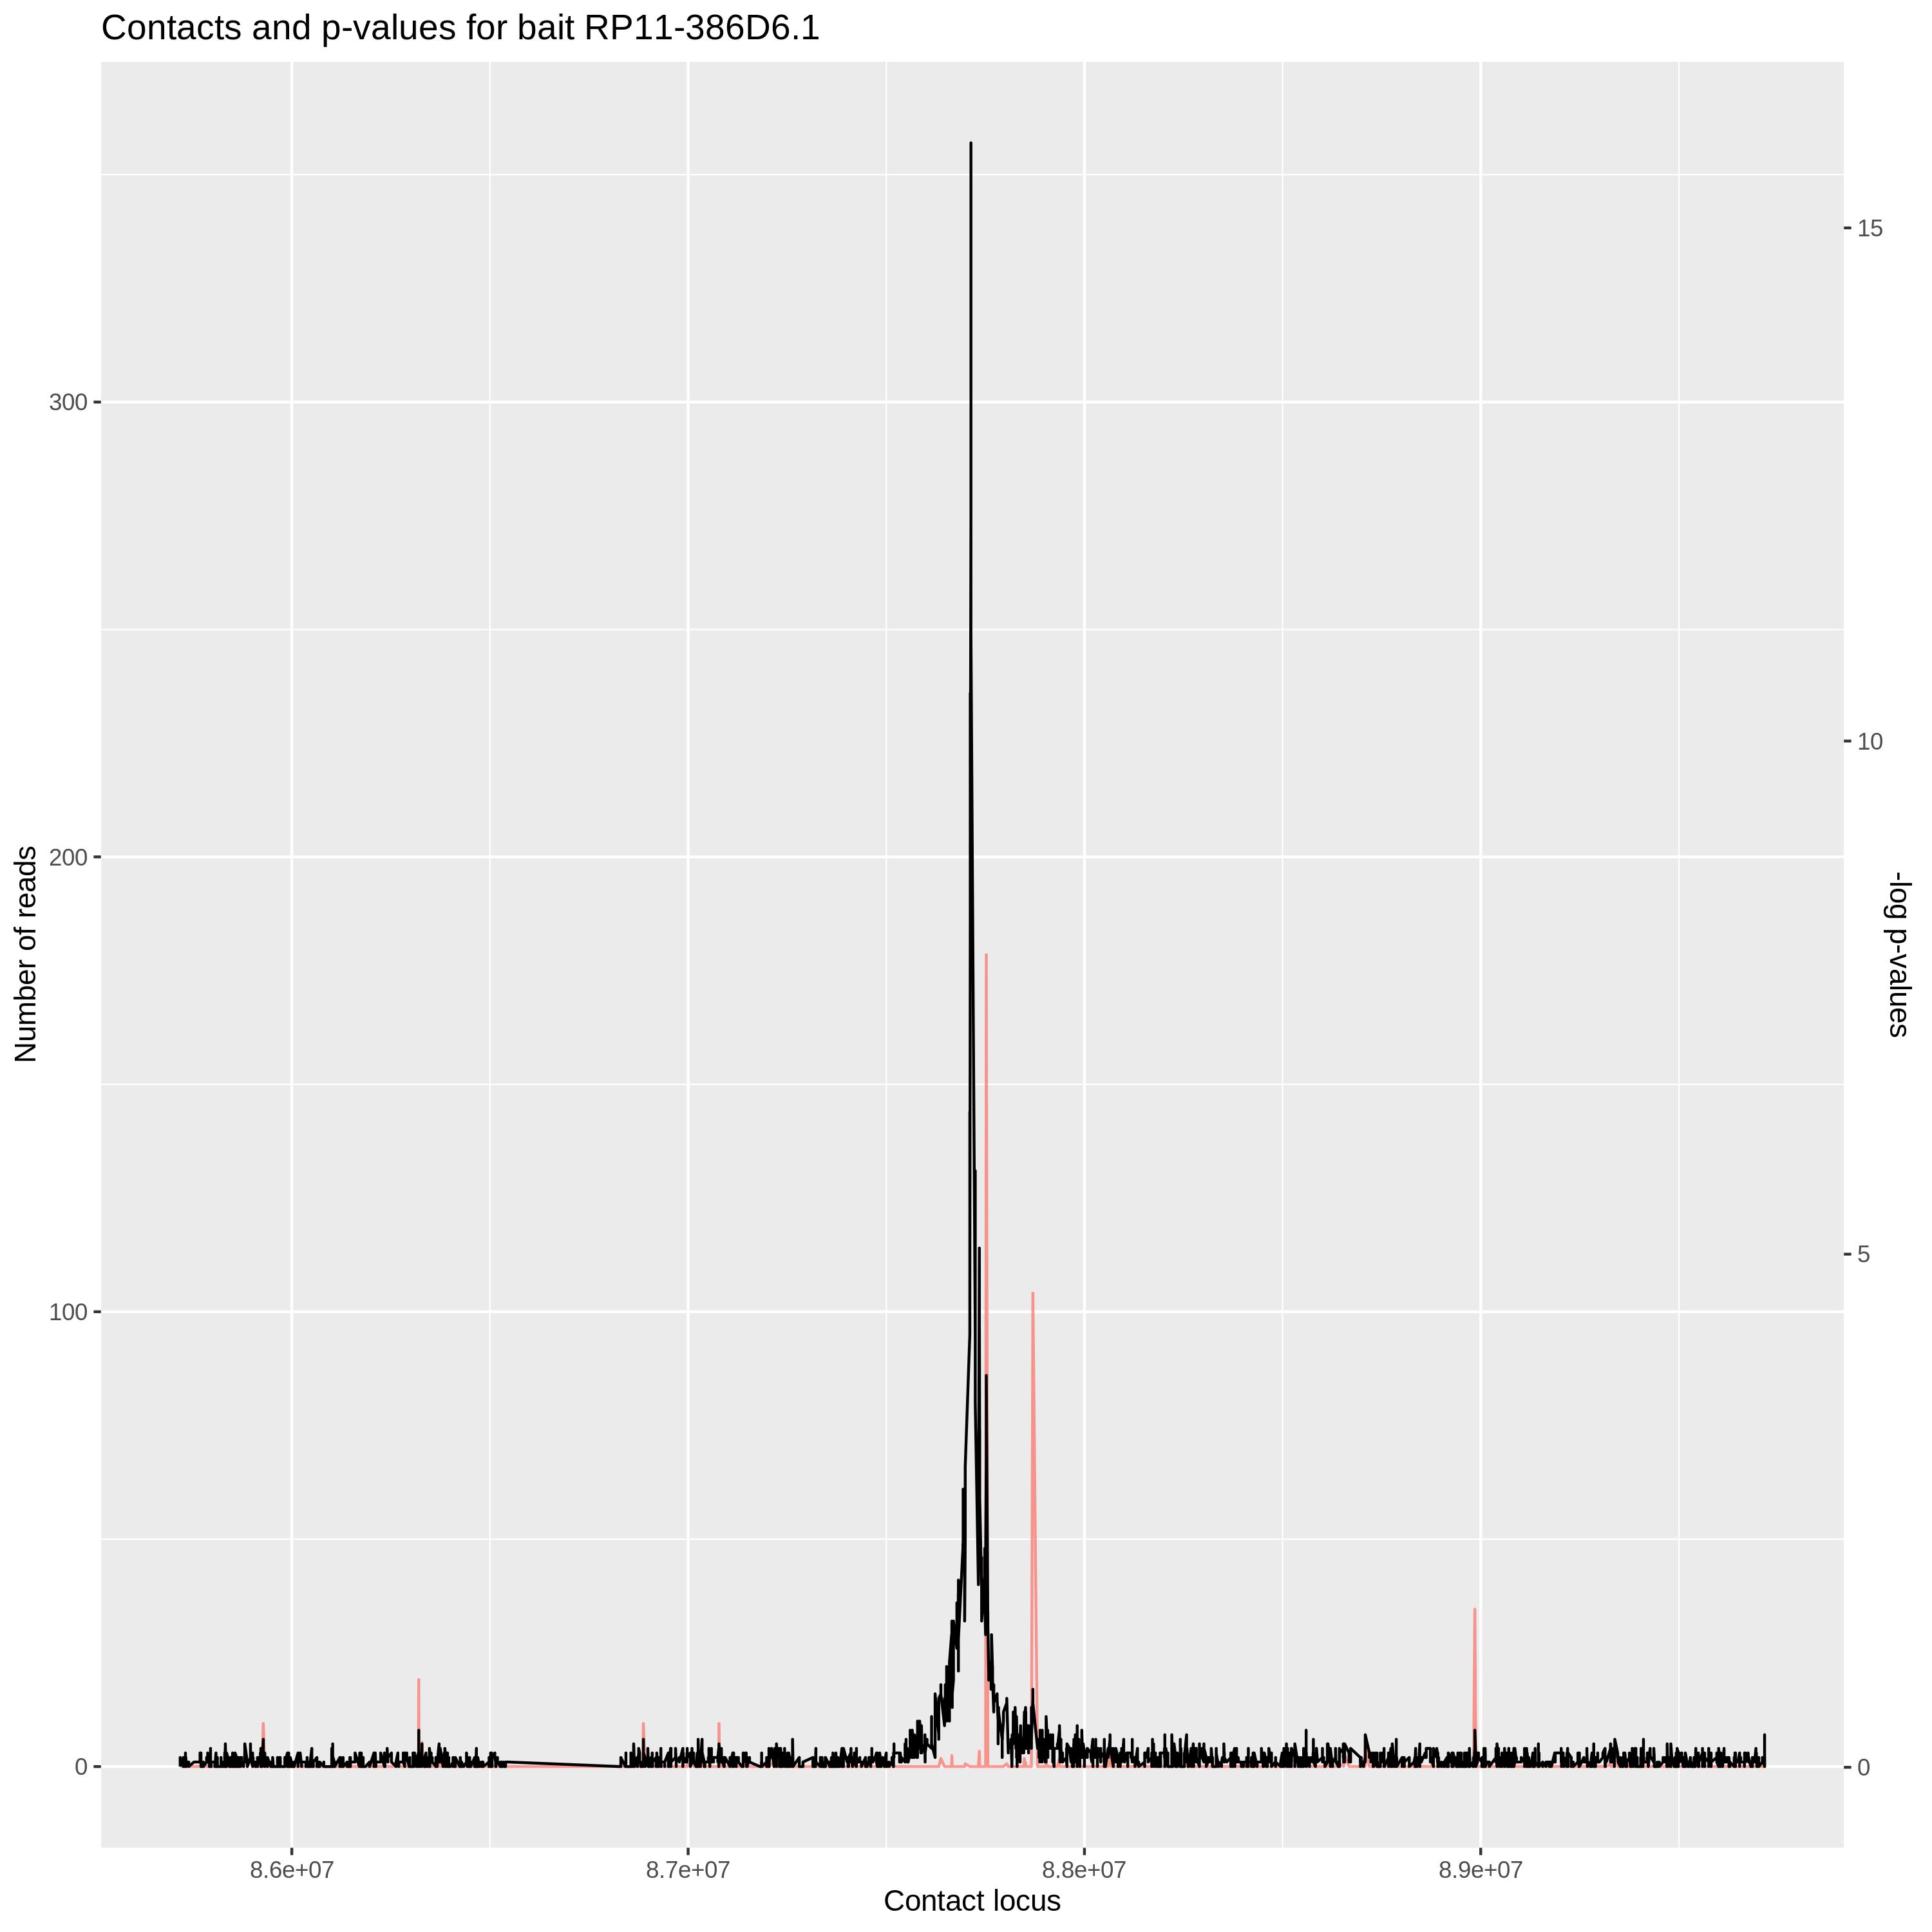 Contacts and p-values for bait RP11-386D6.1
Number of reads
300
200
100
0
15
10
5
0
-log p-values
8.6e+07
8.7e+07
8.8e+07
8.9e+07
Contact locus